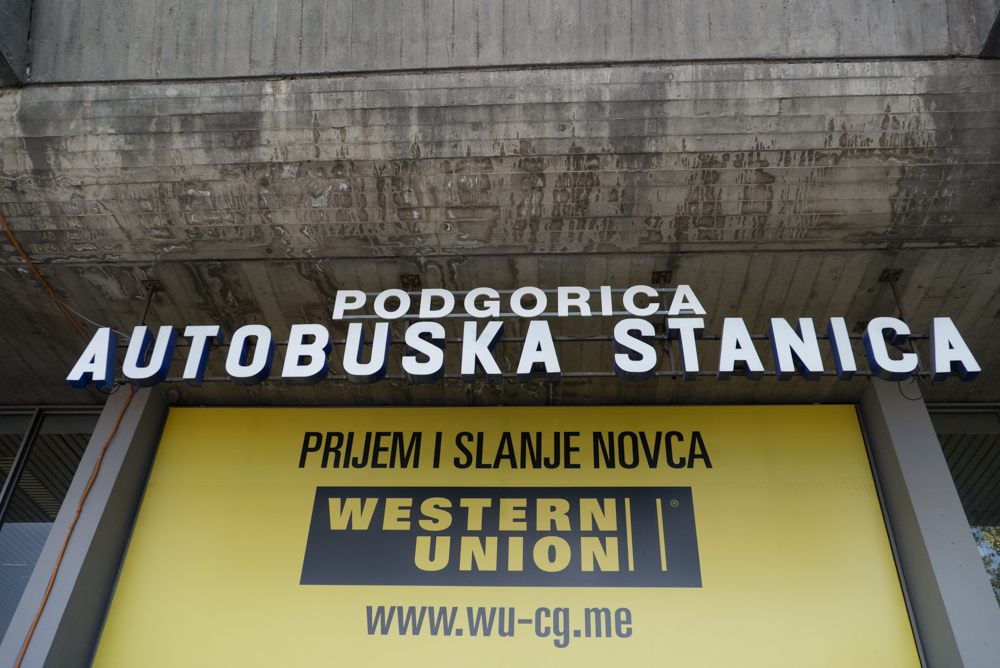 PODGORICA
AUTOBUSKA STANICA
PRIJEM I SLANJE NOVCA
WESTERN
UNION ®
www.wu-cg.me